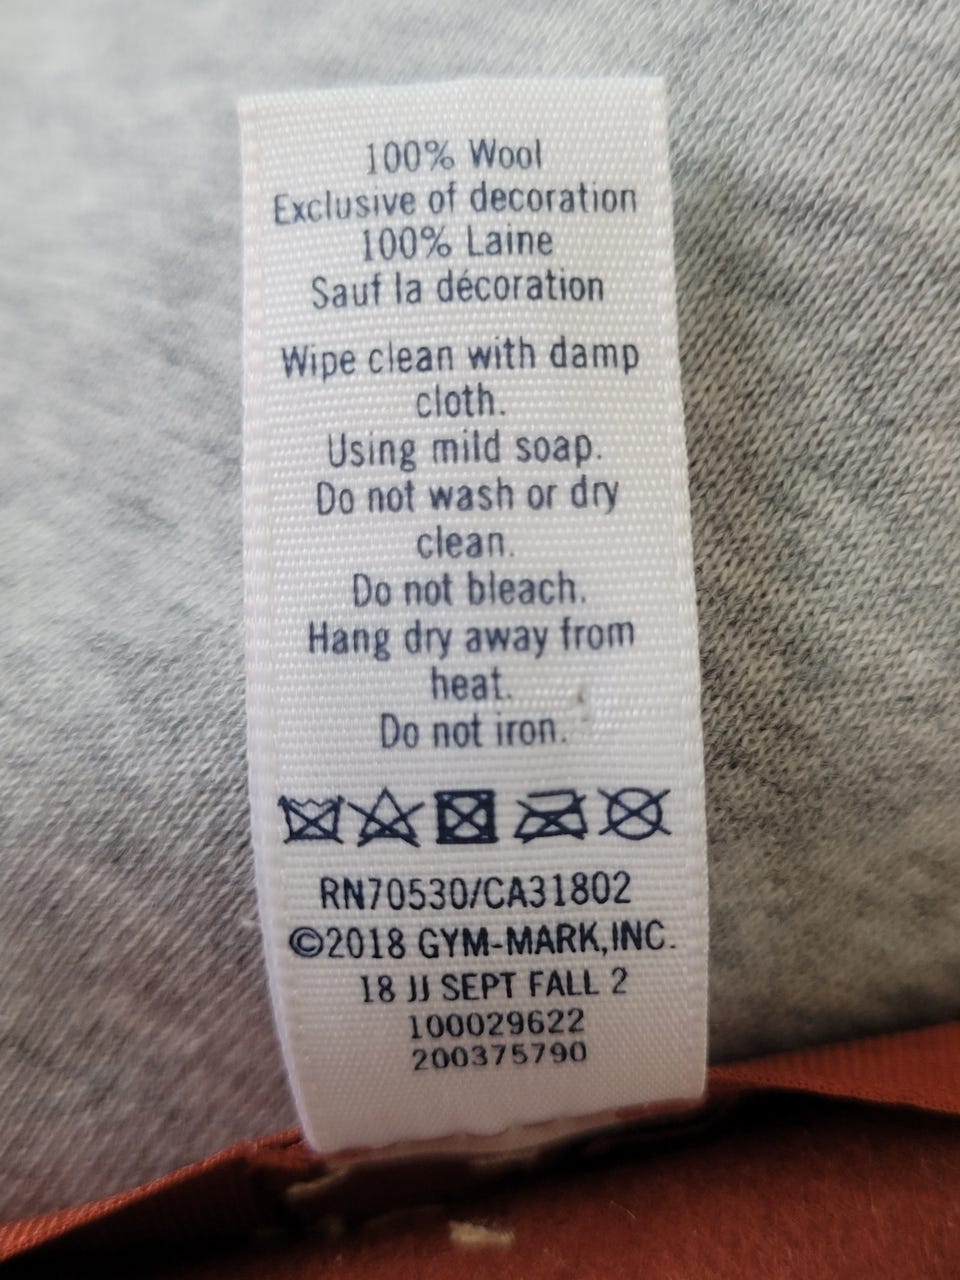 100% Wool
Exclusive of decoration
100% Laine
Sauf la décoration
Wipe clean with damp
cloth.
Using mild soap.
Do not wash or dry
clean.
Do not bleach.
Hang dry away from
heat.
Do not iron.
RN70530/CA31802
©2018 GYM-MARK,INC.
18 JJ SEPT FALL 2
100029622
200375790